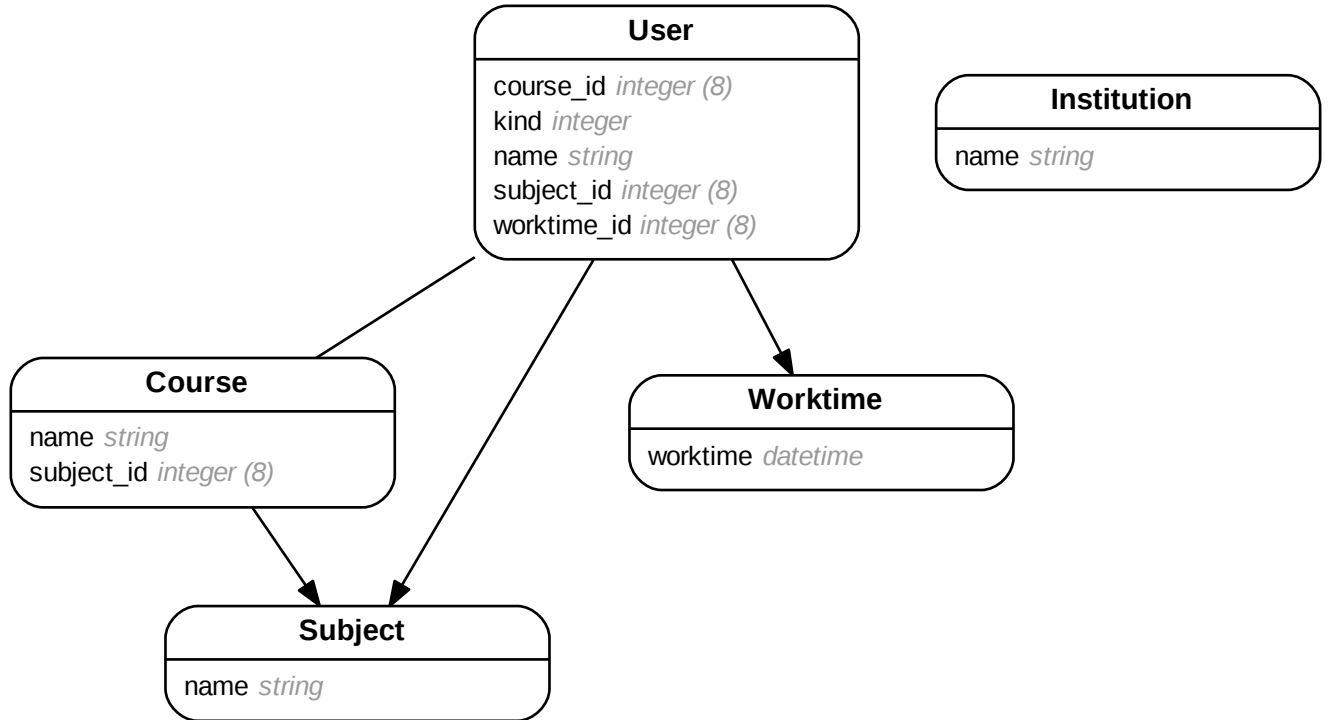 User
course_id integer (8)
kind integer
name string
subject_id integer (8)
worktime_id integer (8)
Institution
name string
Course
name string
subject_id integer (8)
Worktime
worktime datetime
Subject
name string